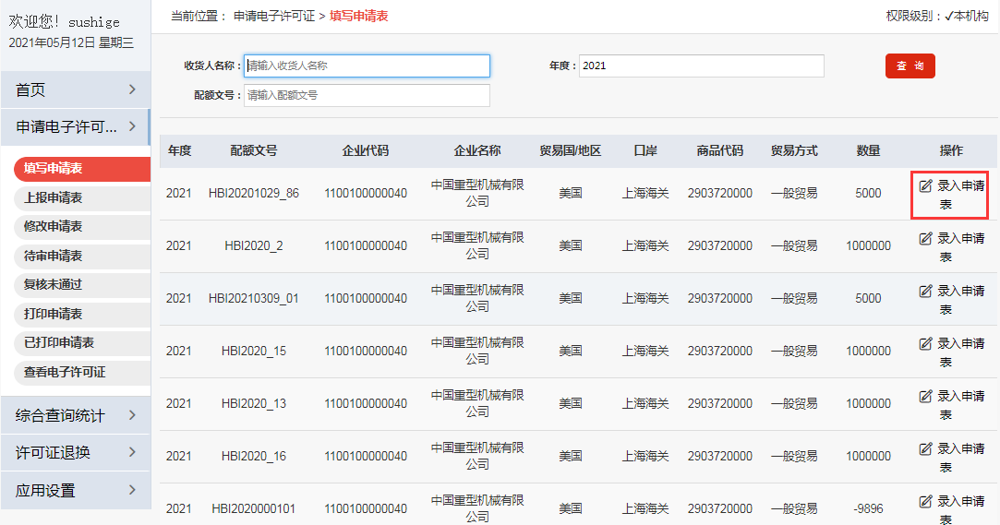 欢迎您！sushige
2021年05月12日 星期三
首页
申请电子许可...
填写申请表
上报申请表
修改申请表
待审申请表
复核未通过
打印申请表
已打印申请表
查看电子许可证
综合查询统计
许可证退换
应用设置
当前位置： 申请电子许可证 > 填写申请表
权限级别：✓本机构
收货人名称： 请输入收货人名称 年度： 2021 查 询
配额文号： 请输入配额文号
年度 配额文号 企业代码 企业名称 贸易国/地区 口岸 商品代码 贸易方式 数量 操作
2021 HBI20201029_86 1100100000040 中国重型机械有限 美国 上海海关 2903720000 一般贸易 5000 录入申请
公司 表
2021 HBI2020_2 1100100000040 中国重型机械有限 美国 上海海关 2903720000 一般贸易 1000000 录入申请
公司 表
2021 HBI20210309_01 1100100000040 中国重型机械有限 美国 上海海关 2903720000 一般贸易 5000 录入申请
公司 表
2021 HBI2020_15 1100100000040 中国重型机械有限 美国 上海海关 2903720000 一般贸易 1000000 录入申请
公司 表
2021 HBI2020_13 1100100000040 中国重型机械有限 美国 上海海关 2903720000 一般贸易 1000000 录入申请
公司 表
2021 HBI2020_16 1100100000040 中国重型机械有限 美国 上海海关 2903720000 一般贸易 1000000 录入申请
公司 表
2021 HBI2020000101 1100100000040 中国重型机械有限 美国 上海海关 2903720000 一般贸易 -9896 录入申请
公司 表